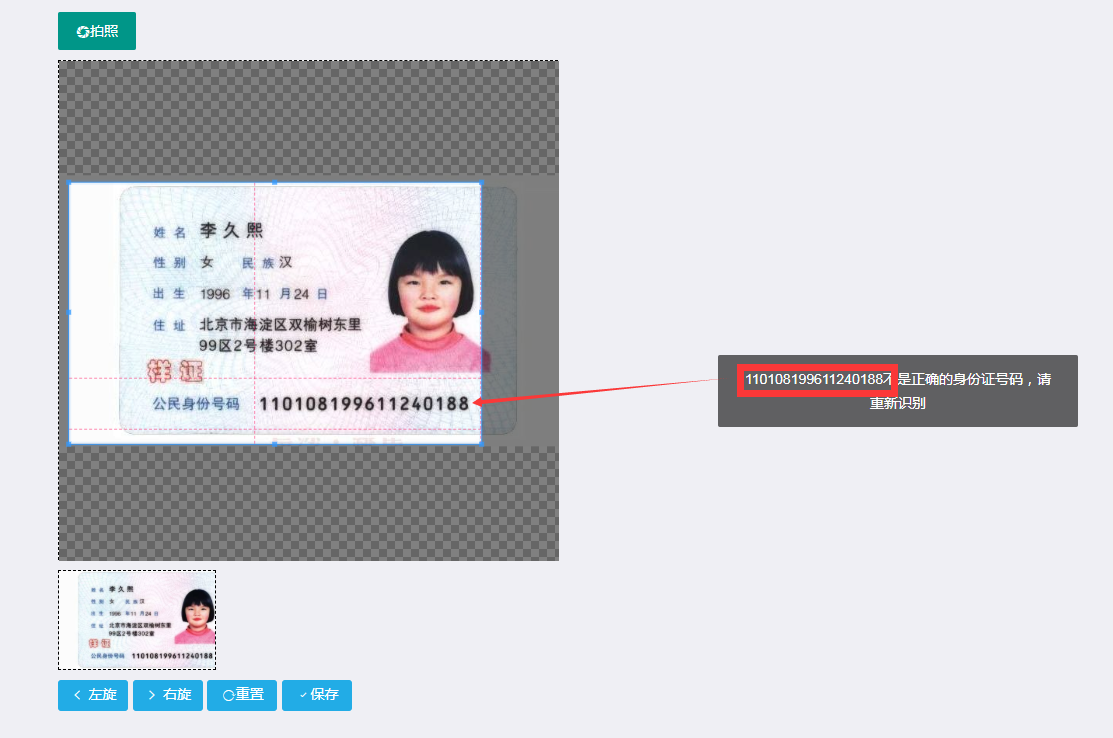 拍照
姓名 李久熙
性别 女 民族 汉
出生 1996 年 11 月 24 日
住址 北京市海淀区双榆树东里
99区2号楼302室
样证
公民身份号码 110108199611240188
110108199611240188不是正确的身份证号码，请
重新识别
姓名 李久熙
性别 女 民族 汉
出生 1996 年 11 月 24 日
住址 北京市海淀区双榆树东里
99区2号楼302室
样证
公民身份号码 110108199611240188
左旋 右旋 重置 保存